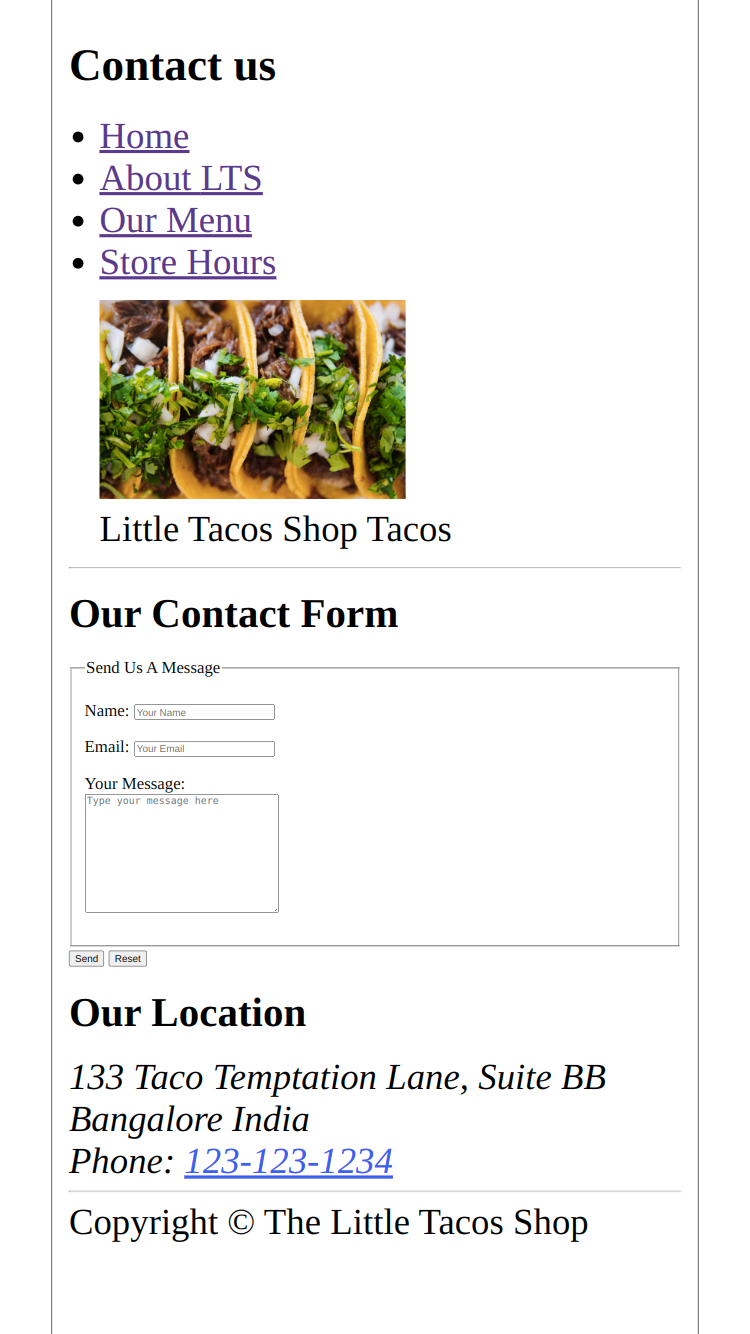 Contact us
Home
About LTS
Our Menu
Store Hours
Little Tacos Shop Tacos
Our Contact Form
Send Us A Message
Name: Your Name
Email: Your Email
Your Message:
Type your message here
Send Reset
Our Location
133 Taco Temptation Lane, Suite BB
Bangalore India
Phone: 123-123-1234
Copyright © The Little Tacos Shop